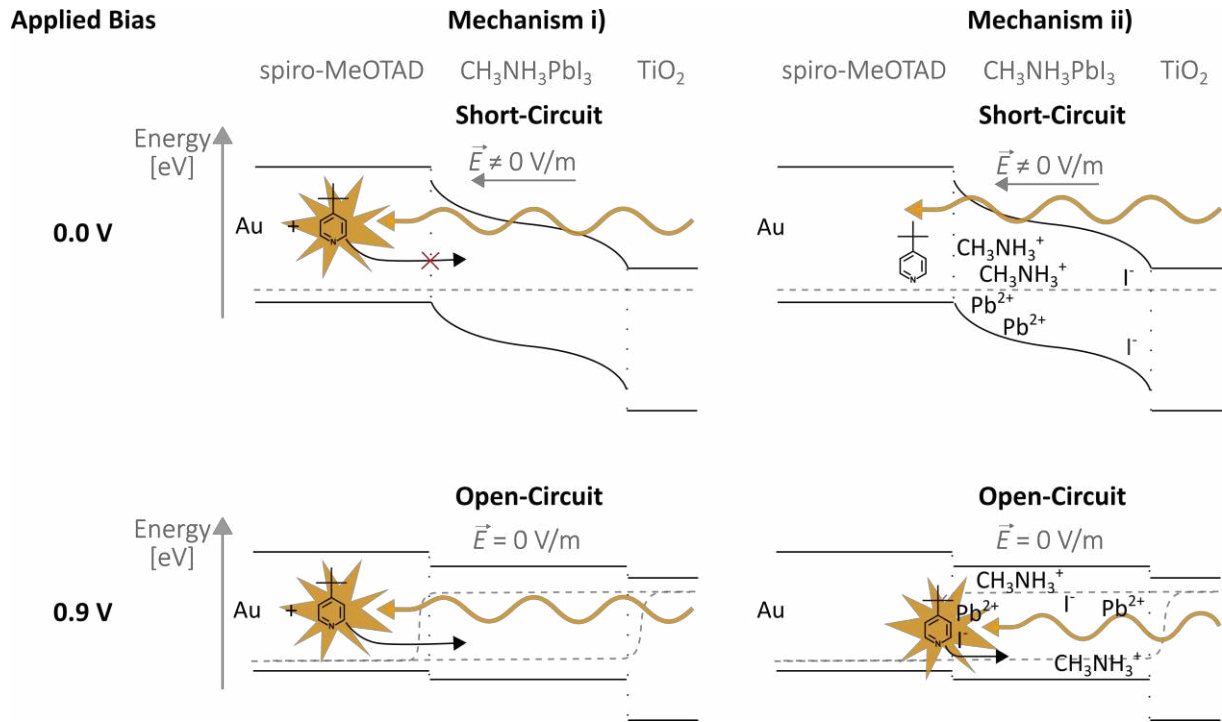 Applied Bias Mechanism i) Mechanism ii)
spiro-MeOTAD CH₃NH₃PbI₃ TiO₂ spiro-MeOTAD CH₃NH₃PbI₃ TiO₂
Short-Circuit Short-Circuit
Energy
[eV]
E⃗ ≠ 0 V/m E⃗ ≠ 0 V/m
0.0 V Au + N Au N
CH₃NH₃⁺
CH₃NH₃⁺ I⁻
Pb²⁺
Pb²⁺
I⁻
Open-Circuit Open-Circuit
Energy
[eV]
E⃗ = 0 V/m E⃗ = 0 V/m
CH₃NH₃⁺
0.9 V Au + N Au Pb²⁺ I⁻ Pb²⁺
N I⁻
CH₃NH₃⁺